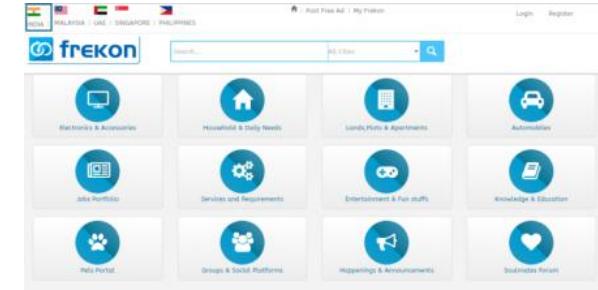 Post Free Ad | My Frekon
Login Register
INDIA | MALAYSIA | UAE | SINGAPORE | PHILIPPINES
frekon
Search...
All Cities
Electronics & Accessories
Household & Daily Needs
Lands, Plots & Apartments
Automobiles
Jobs Portfolio
Services and Requirements
Entertainment & Fun stuffs
Knowledge & Education
Pets Portal
Groups & Social Platforms
Happenings & Announcements
Soulmates Forum